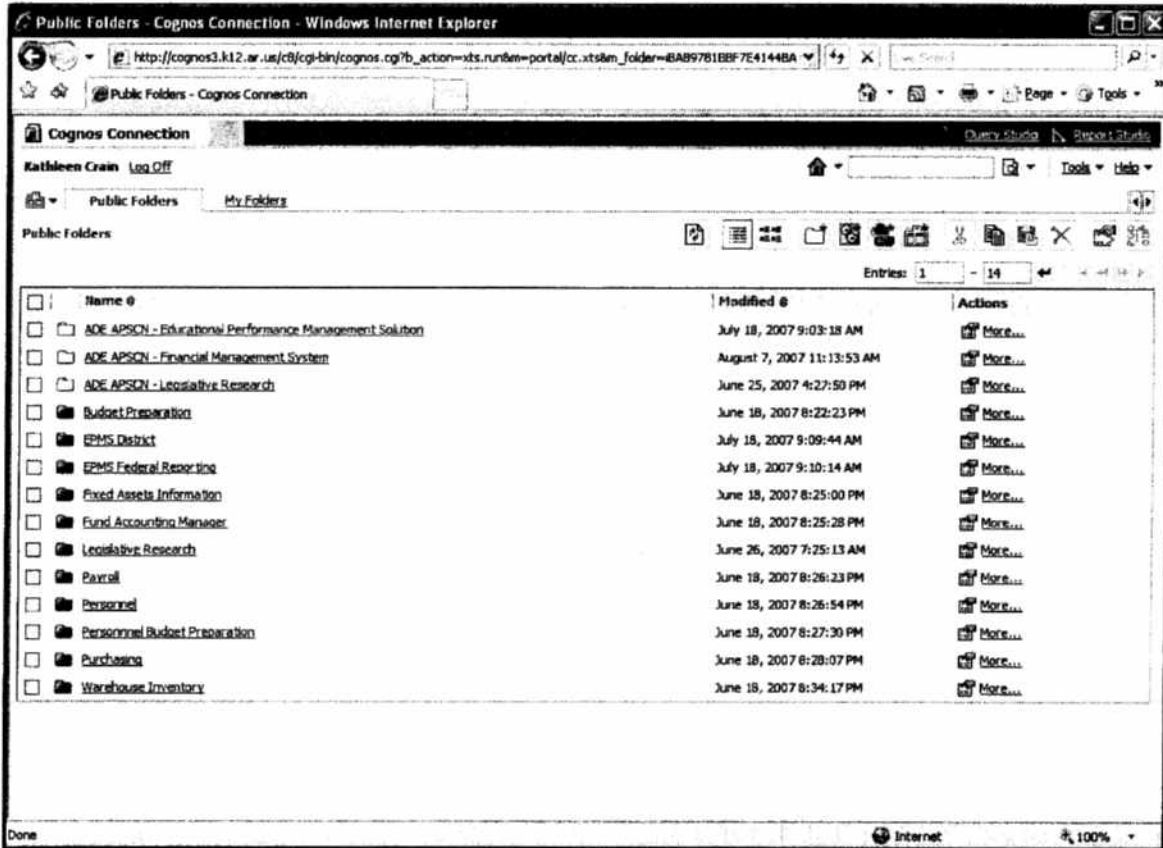 Public Folders - Cognos Connection - Windows Internet Explorer
http://cognos3.k12.ar.us/c8/cgi-bin/cognos.cgi?b_action=xts.run&m=portal/cc.xts&m_folder=
Public Folders - Cognos Connection Page Tools
Cognos Connection Query Studio Report Studio
Kathleen Crain Log Off Tools Help
Public Folders My Folders
Public Folders
Entries: 1 - 14
Name Modified Actions
ADE APSCN - Educational Performance Management Solution July 18, 2007 9:03:18 AM More...
ADE APSCN - Financial Management System August 7, 2007 11:13:53 AM More...
ADE APSCN - Legislative Research June 25, 2007 4:27:50 PM More...
Budget Preparation June 18, 2007 8:22:23 PM More...
EPMS District July 18, 2007 9:09:44 AM More...
EPMS Federal Reporting July 18, 2007 9:10:14 AM More...
Fixed Assets Information June 18, 2007 8:25:00 PM More...
Fund Accounting Manager June 18, 2007 8:25:28 PM More...
Legislative Research June 26, 2007 7:25:13 AM More...
Payroll June 18, 2007 8:26:23 PM More...
Personnel June 18, 2007 8:26:54 PM More...
Personnnel Budget Preparation June 18, 2007 8:27:30 PM More...
Purchasing June 18, 2007 8:28:07 PM More...
Warehouse Inventory June 18, 2007 8:34:17 PM More...
Done Internet 100%